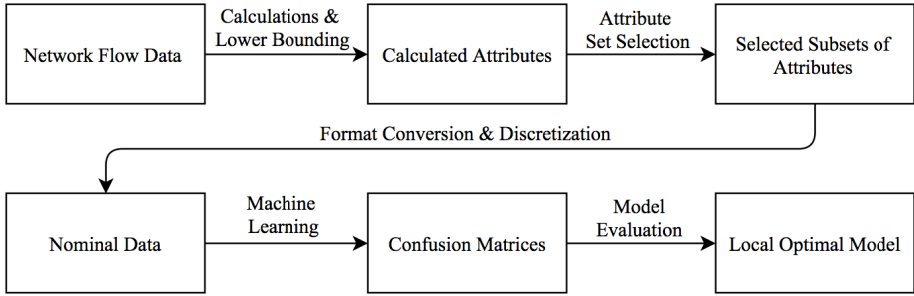 Calculations &
Lower Bounding
Attribute
Set Selection
Network Flow Data
Calculated Attributes
Selected Subsets of
Attributes
Format Conversion & Discretization
Machine
Learning
Model
Evaluation
Nominal Data
Confusion Matrices
Local Optimal Model